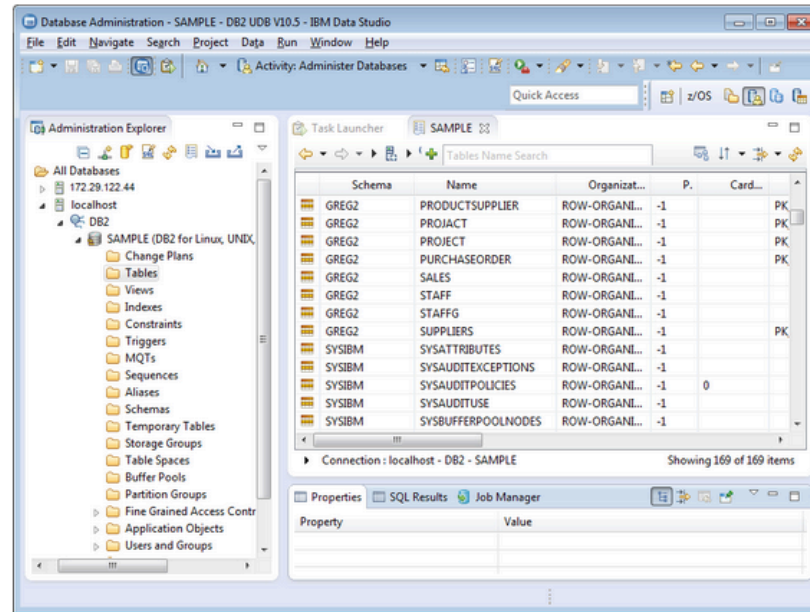 Database Administration - SAMPLE - DB2 UDB V10.5 - IBM Data Studio
File Edit Navigate Search Project Data Run Window Help
Activity: Administer Databases
Quick Access
z/OS
Administration Explorer
All Databases
172.29.122.44
localhost
DB2
SAMPLE (DB2 for Linux, UNIX,
Change Plans
Tables
Views
Indexes
Constraints
Triggers
MQTs
Sequences
Aliases
Schemas
Temporary Tables
Storage Groups
Table Spaces
Buffer Pools
Partition Groups
Fine Grained Access Contr
Application Objects
Users and Groups
Task Launcher SAMPLE
Tables Name Search
Schema Name Organizat... P. Card...
GREG2 PRODUCTSUPPLIER ROW-ORGANI... -1 PK
GREG2 PROJACT ROW-ORGANI... -1 PK
GREG2 PROJECT ROW-ORGANI... -1 PK
GREG2 PURCHASEORDER ROW-ORGANI... -1 PK
GREG2 SALES ROW-ORGANI... -1
GREG2 STAFF ROW-ORGANI... -1
GREG2 STAFFG ROW-ORGANI... -1
GREG2 SUPPLIERS ROW-ORGANI... -1 PK
SYSIBM SYSATTRIBUTES ROW-ORGANI... -1
SYSIBM SYSAUDITEXCEPTIONS ROW-ORGANI... -1
SYSIBM SYSAUDITPOLICIES ROW-ORGANI... -1 0
SYSIBM SYSAUDITUSE ROW-ORGANI... -1
SYSIBM SYSBUFFERPOOLNODES ROW-ORGANI... -1
Connection : localhost - DB2 - SAMPLE Showing 169 of 169 items
Properties SQL Results Job Manager
Property Value